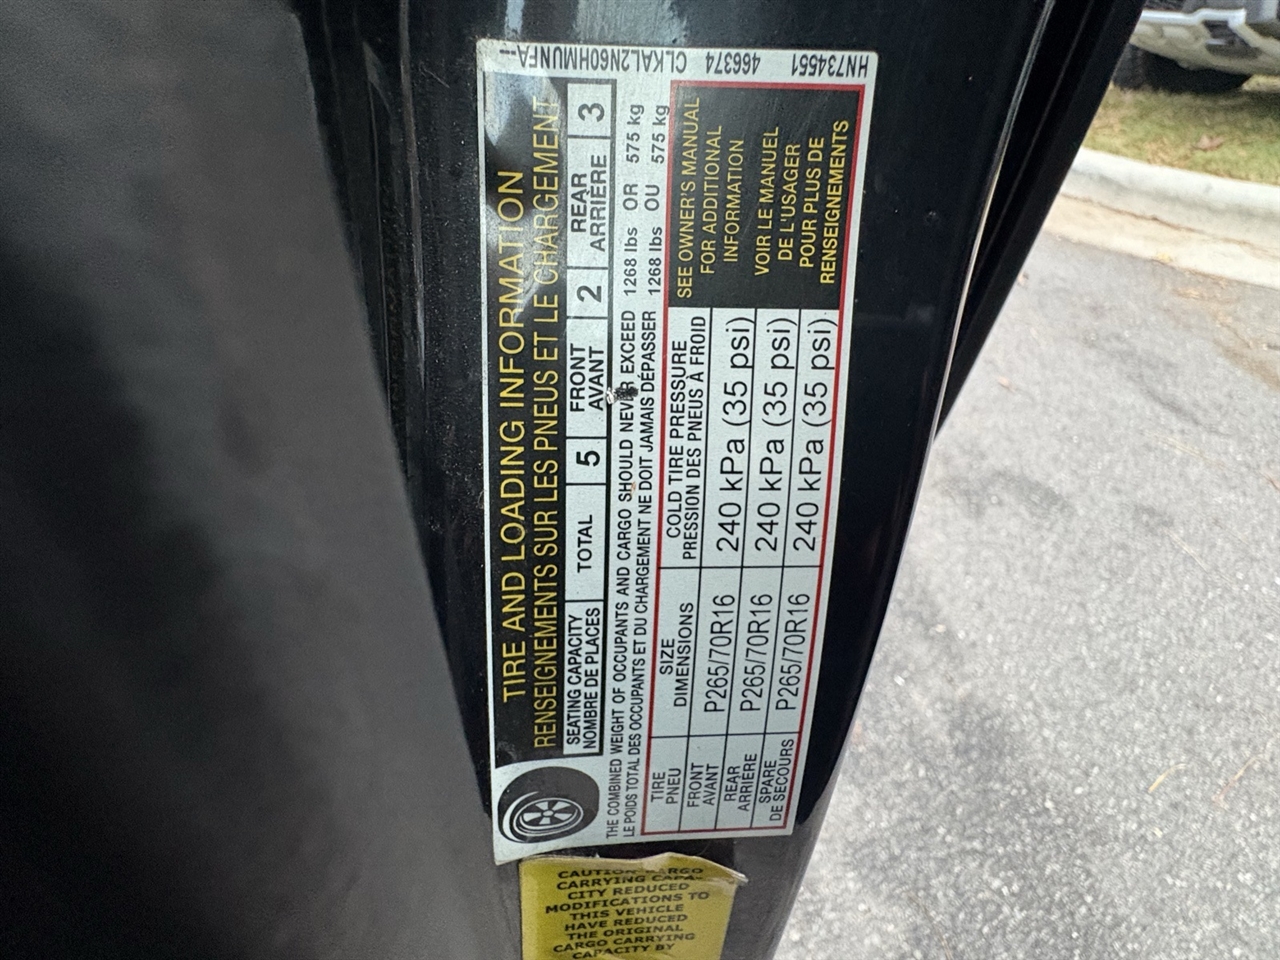 TIRE AND LOADING INFORMATION
RENSEIGNEMENTS SUR LES PNEUS ET LE CHARGEMENT
SEATING CAPACITY
NOMBRE DE PLACES
TOTAL 5
FRONT
AVANT
2
REAR
ARRIÈRE
3
THE COMBINED WEIGHT OF OCCUPANTS AND CARGO SHOULD NEVER EXCEED 1268 lbs OR 575 kg
LE POIDS TOTAL DES OCCUPANTS ET DU CHARGEMENT NE DOIT JAMAIS DÉPASSER 1268 lbs OU 575 kg
TIRE
PNEU
SIZE
DIMENSIONS
COLD TIRE PRESSURE
PRESSION DES PNEUS À FROID
FRONT
AVANT
P265/70R16 240 kPa (35 psi)
REAR
ARRIERE
P265/70R16 240 kPa (35 psi)
SPARE
DE SECOURS
P265/70R16 240 kPa (35 psi)
SEE OWNER'S MANUAL
FOR ADDITIONAL
INFORMATION
VOIR LE MANUEL
DE L'USAGER
POUR PLUS DE
RENSEIGNEMENTS
HN734551 466374 CLKAL2N60HMUNFA--
CAUTION CARGO
CARRYING CAPA-
CITY REDUCED
MODIFICATIONS TO
THIS VEHICLE
HAVE REDUCED
THE ORIGINAL
CARGO CARRYING
CAPACITY BY